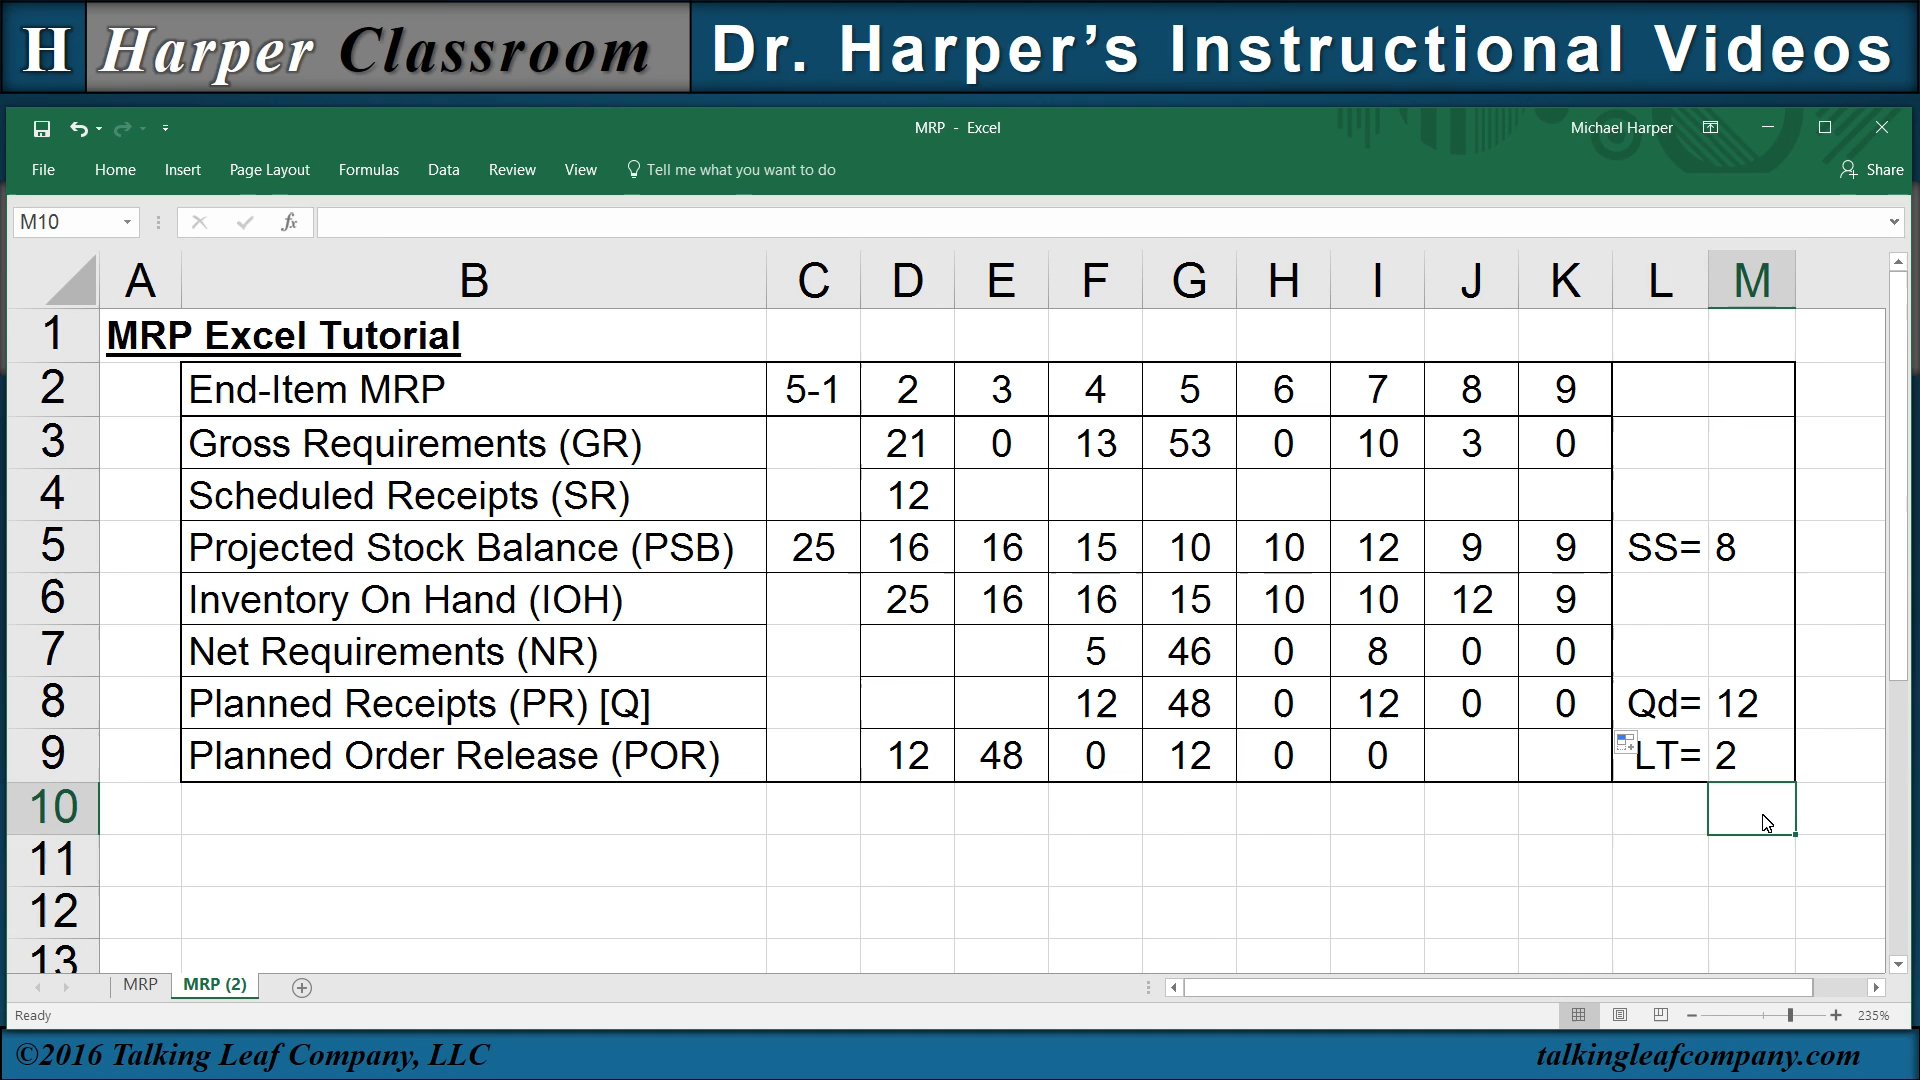 H Harper Classroom Dr. Harper's Instructional Videos
MRP - Excel Michael Harper
File Home Insert Page Layout Formulas Data Review View Tell me what you want to do Share
M10 fx
A B C D E F G H I J K L M
1 MRP Excel Tutorial
2 End-Item MRP 5-1 2 3 4 5 6 7 8 9
3 Gross Requirements (GR) 21 0 13 53 0 10 3 0
4 Scheduled Receipts (SR) 12
5 Projected Stock Balance (PSB) 25 16 16 15 10 10 12 9 9 SS= 8
6 Inventory On Hand (IOH) 25 16 16 15 10 10 12 9
7 Net Requirements (NR) 5 46 0 8 0 0
8 Planned Receipts (PR) [Q] 12 48 0 12 0 0 Qd= 12
9 Planned Order Release (POR) 12 48 0 12 0 0 LT= 2
10
11
12
13
MRP MRP (2)
Ready 235%
©2016 Talking Leaf Company, LLC talkingleafcompany.com